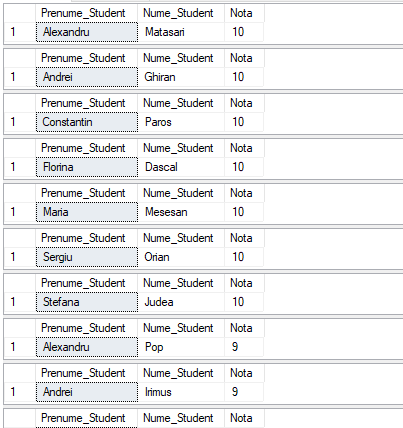 Prenume_Student Nume_Student Nota
1 Alexandru Matasari 10
Prenume_Student Nume_Student Nota
1 Andrei Ghiran 10
Prenume_Student Nume_Student Nota
1 Constantin Paros 10
Prenume_Student Nume_Student Nota
1 Florina Dascal 10
Prenume_Student Nume_Student Nota
1 Maria Mesesan 10
Prenume_Student Nume_Student Nota
1 Sergiu Orian 10
Prenume_Student Nume_Student Nota
1 Stefana Judea 10
Prenume_Student Nume_Student Nota
1 Alexandru Pop 9
Prenume_Student Nume_Student Nota
1 Andrei Irimus 9
Prenume_Student Nume_Student Nota